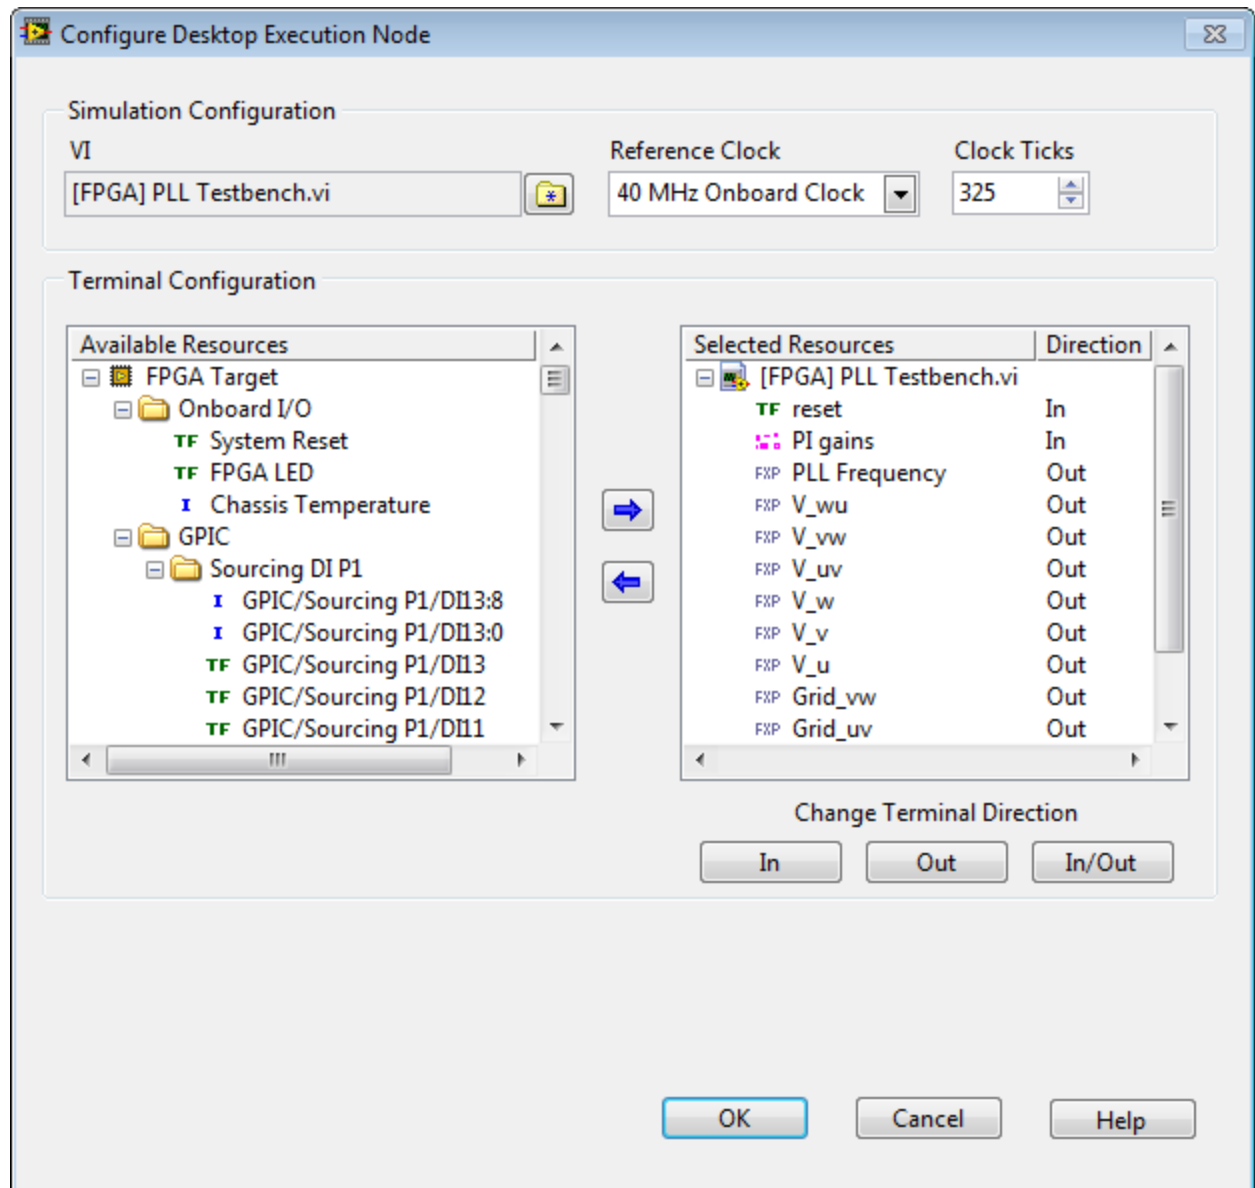 Configure Desktop Execution Node
Simulation Configuration
VI
Reference Clock
Clock Ticks
[FPGA] PLL Testbench.vi
40 MHz Onboard Clock
325
Terminal Configuration
Available Resources
FPGA Target
Onboard I/O
TF System Reset
TF FPGA LED
I Chassis Temperature
GPIC
Sourcing DI P1
I GPIC/Sourcing P1/DI13:8
I GPIC/Sourcing P1/DI13:0
TF GPIC/Sourcing P1/DI13
TF GPIC/Sourcing P1/DI12
TF GPIC/Sourcing P1/DI11
Selected Resources Direction
[FPGA] PLL Testbench.vi
TF reset In
PI gains In
FXP PLL Frequency Out
FXP V_wu Out
FXP V_vw Out
FXP V_uv Out
FXP V_w Out
FXP V_v Out
FXP V_u Out
FXP Grid_vw Out
FXP Grid_uv Out
Change Terminal Direction
In
Out
In/Out
OK
Cancel
Help